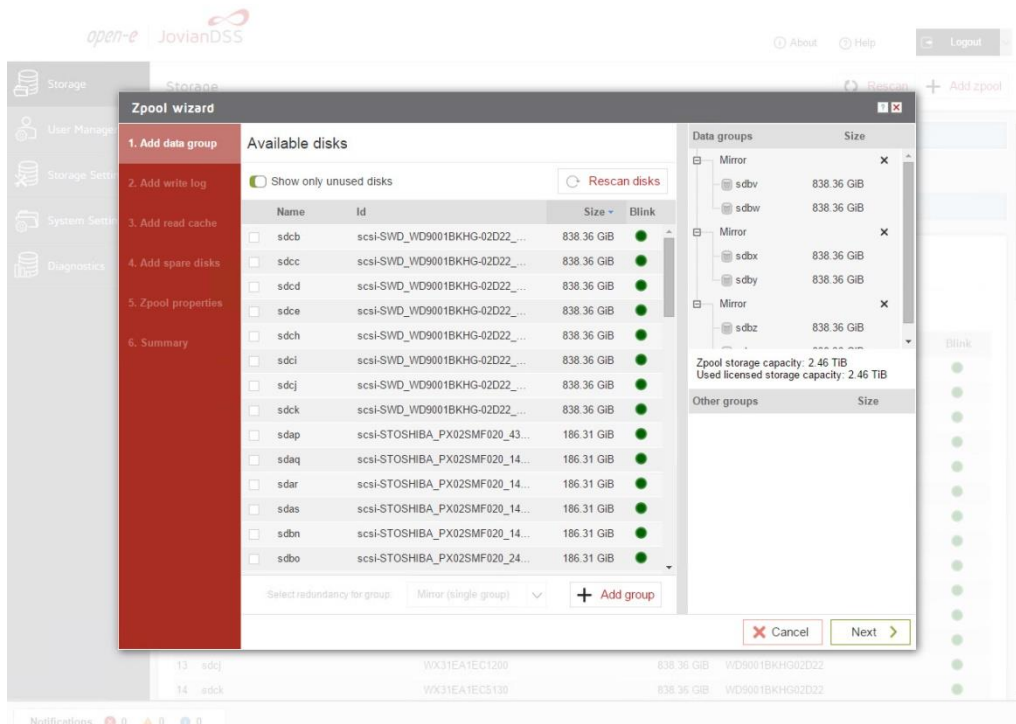 open-e JovianDSS
About Help Logout
Storage Storage Rescan Add zpool
User Manager
Storage Settin
System Settin
Diagnostics
Zpool wizard
1. Add data group
2. Add write log
3. Add read cache
4. Add spare disks
5. Zpool properties
6. Summary
Available disks
Show only unused disks Rescan disks
Name Id Size Blink
sdcb scsi-SWD_WD9001BKHG-02D22_... 838.36 GiB
sdcc scsi-SWD_WD9001BKHG-02D22_... 838.36 GiB
sdcd scsi-SWD_WD9001BKHG-02D22_... 838.36 GiB
sdce scsi-SWD_WD9001BKHG-02D22_... 838.36 GiB
sdch scsi-SWD_WD9001BKHG-02D22_... 838.36 GiB
sdci scsi-SWD_WD9001BKHG-02D22_... 838.36 GiB
sdcj scsi-SWD_WD9001BKHG-02D22_... 838.36 GiB
sdck scsi-SWD_WD9001BKHG-02D22_... 838.36 GiB
sdap scsi-STOSHIBA_PX02SMF020_43... 186.31 GiB
sdaq scsi-STOSHIBA_PX02SMF020_14... 186.31 GiB
sdar scsi-STOSHIBA_PX02SMF020_14... 186.31 GiB
sdas scsi-STOSHIBA_PX02SMF020_14... 186.31 GiB
sdbn scsi-STOSHIBA_PX02SMF020_14... 186.31 GiB
sdbo scsi-STOSHIBA_PX02SMF020_24... 186.31 GiB
Select redundancy for group: Mirror (single group) Add group
Data groups Size
Mirror
sdbv 838.36 GiB
sdbw 838.36 GiB
Mirror
sdbx 838.36 GiB
sdby 838.36 GiB
Mirror
sdbz 838.36 GiB
Zpool storage capacity: 2.46 TiB
Used licensed storage capacity: 2.46 TiB
Other groups Size
Cancel Next
Blink
13 sdcj WX31EA1EC1200 838.36 GiB WD9001BKHG02D22
14 sdck WX31EA1EC5130 838.36 GiB WD9001BKHG02D22
Notifications 0 0 0